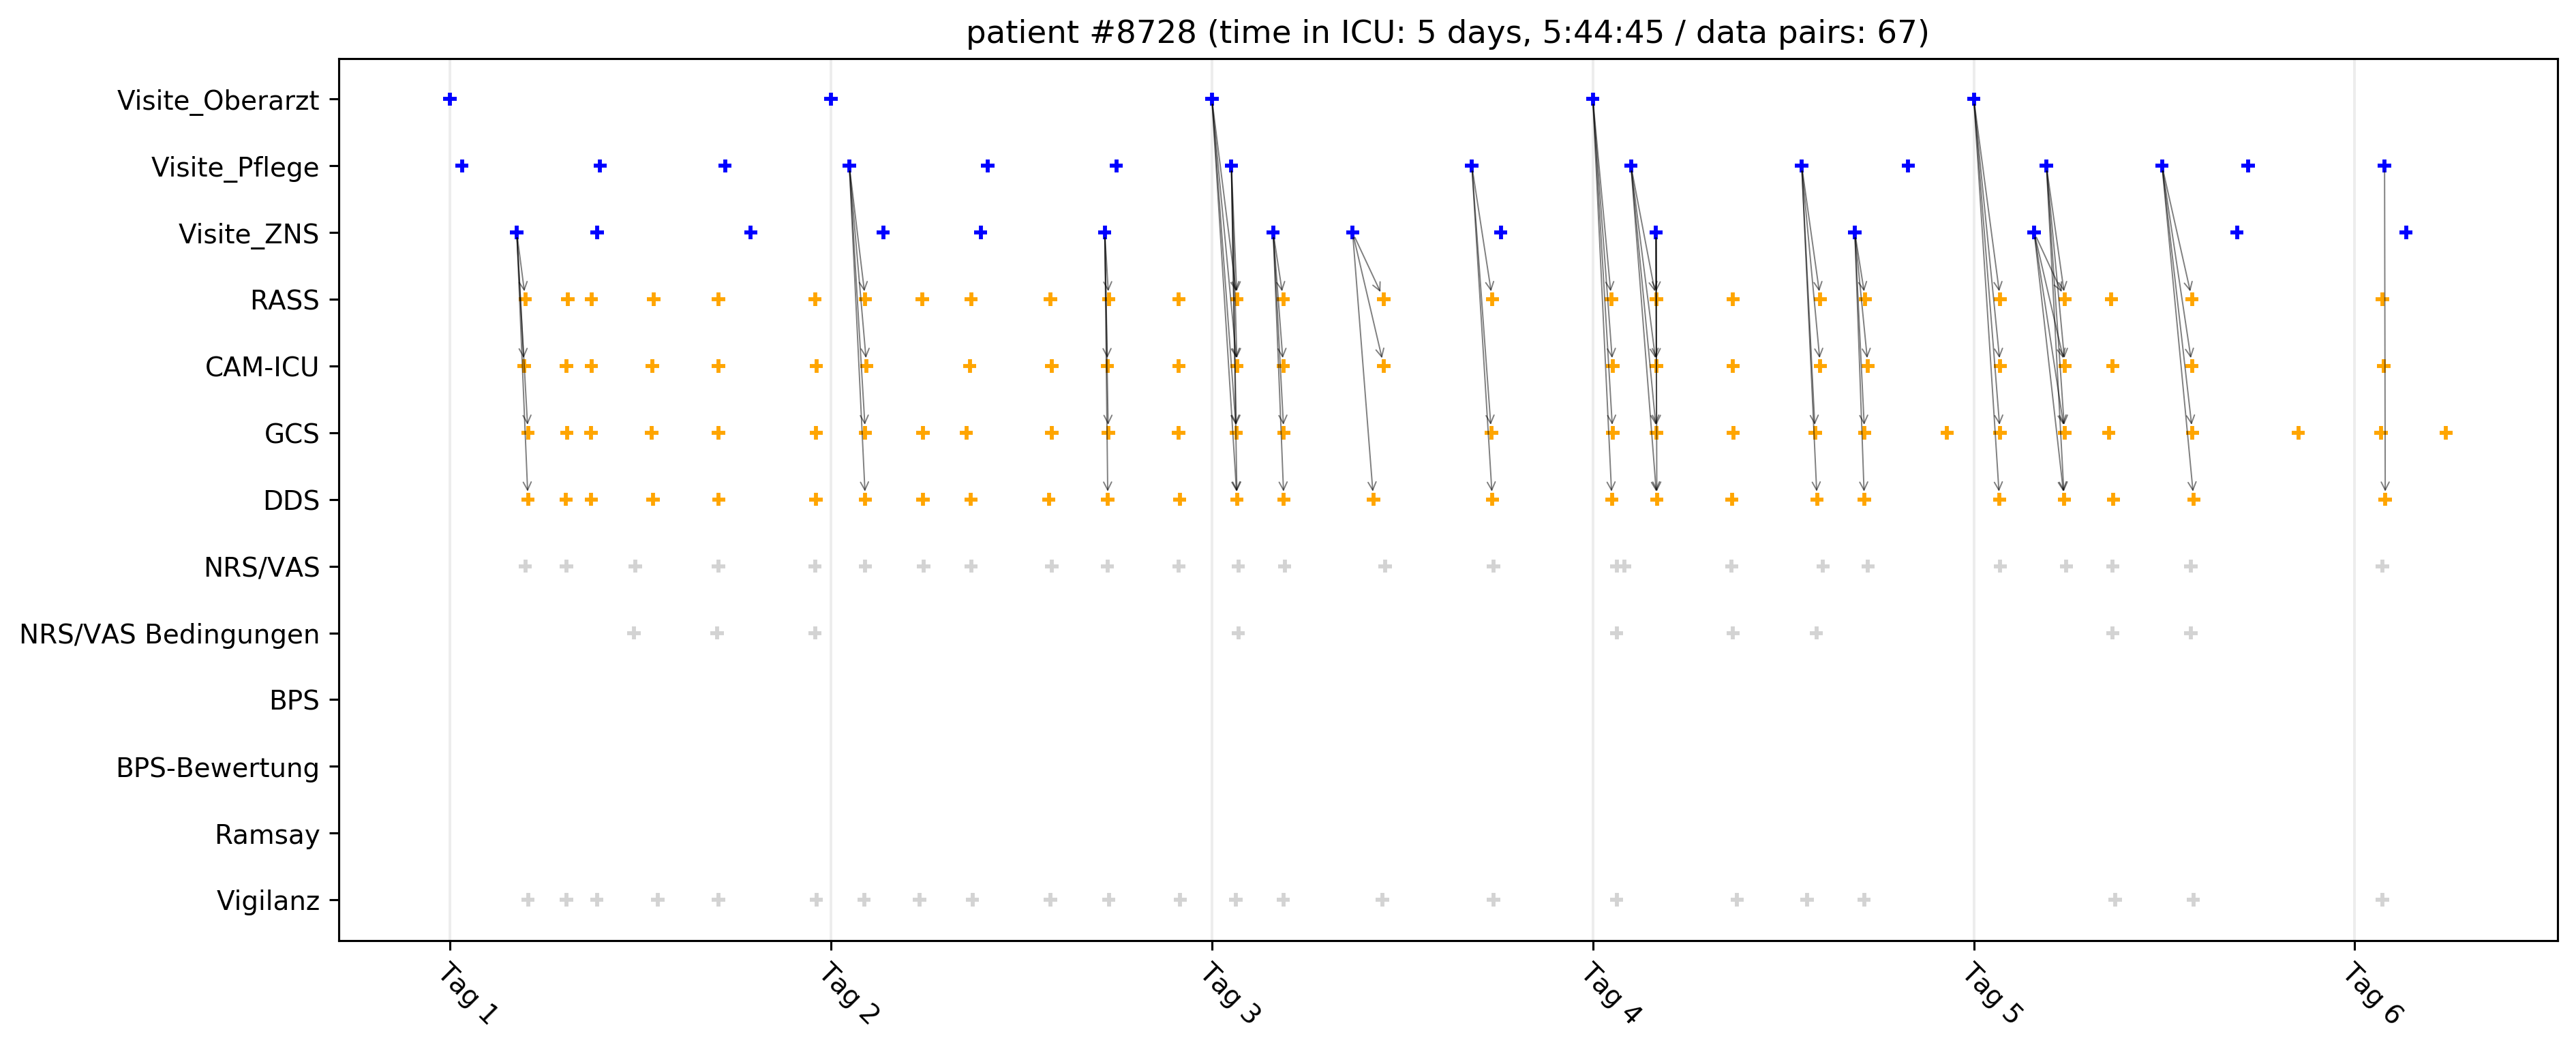 patient #8728 (time in ICU: 5 days, 5:44:45 / data pairs: 67)
Visite_Oberarzt
Visite_Pflege
Visite_ZNS
RASS
CAM-ICU
GCS
DDS
NRS/VAS
NRS/VAS Bedingungen
BPS
BPS-Bewertung
Ramsay
Vigilanz
Tag 1
Tag 2
Tag 3
Tag 4
Tag 5
Tag 6